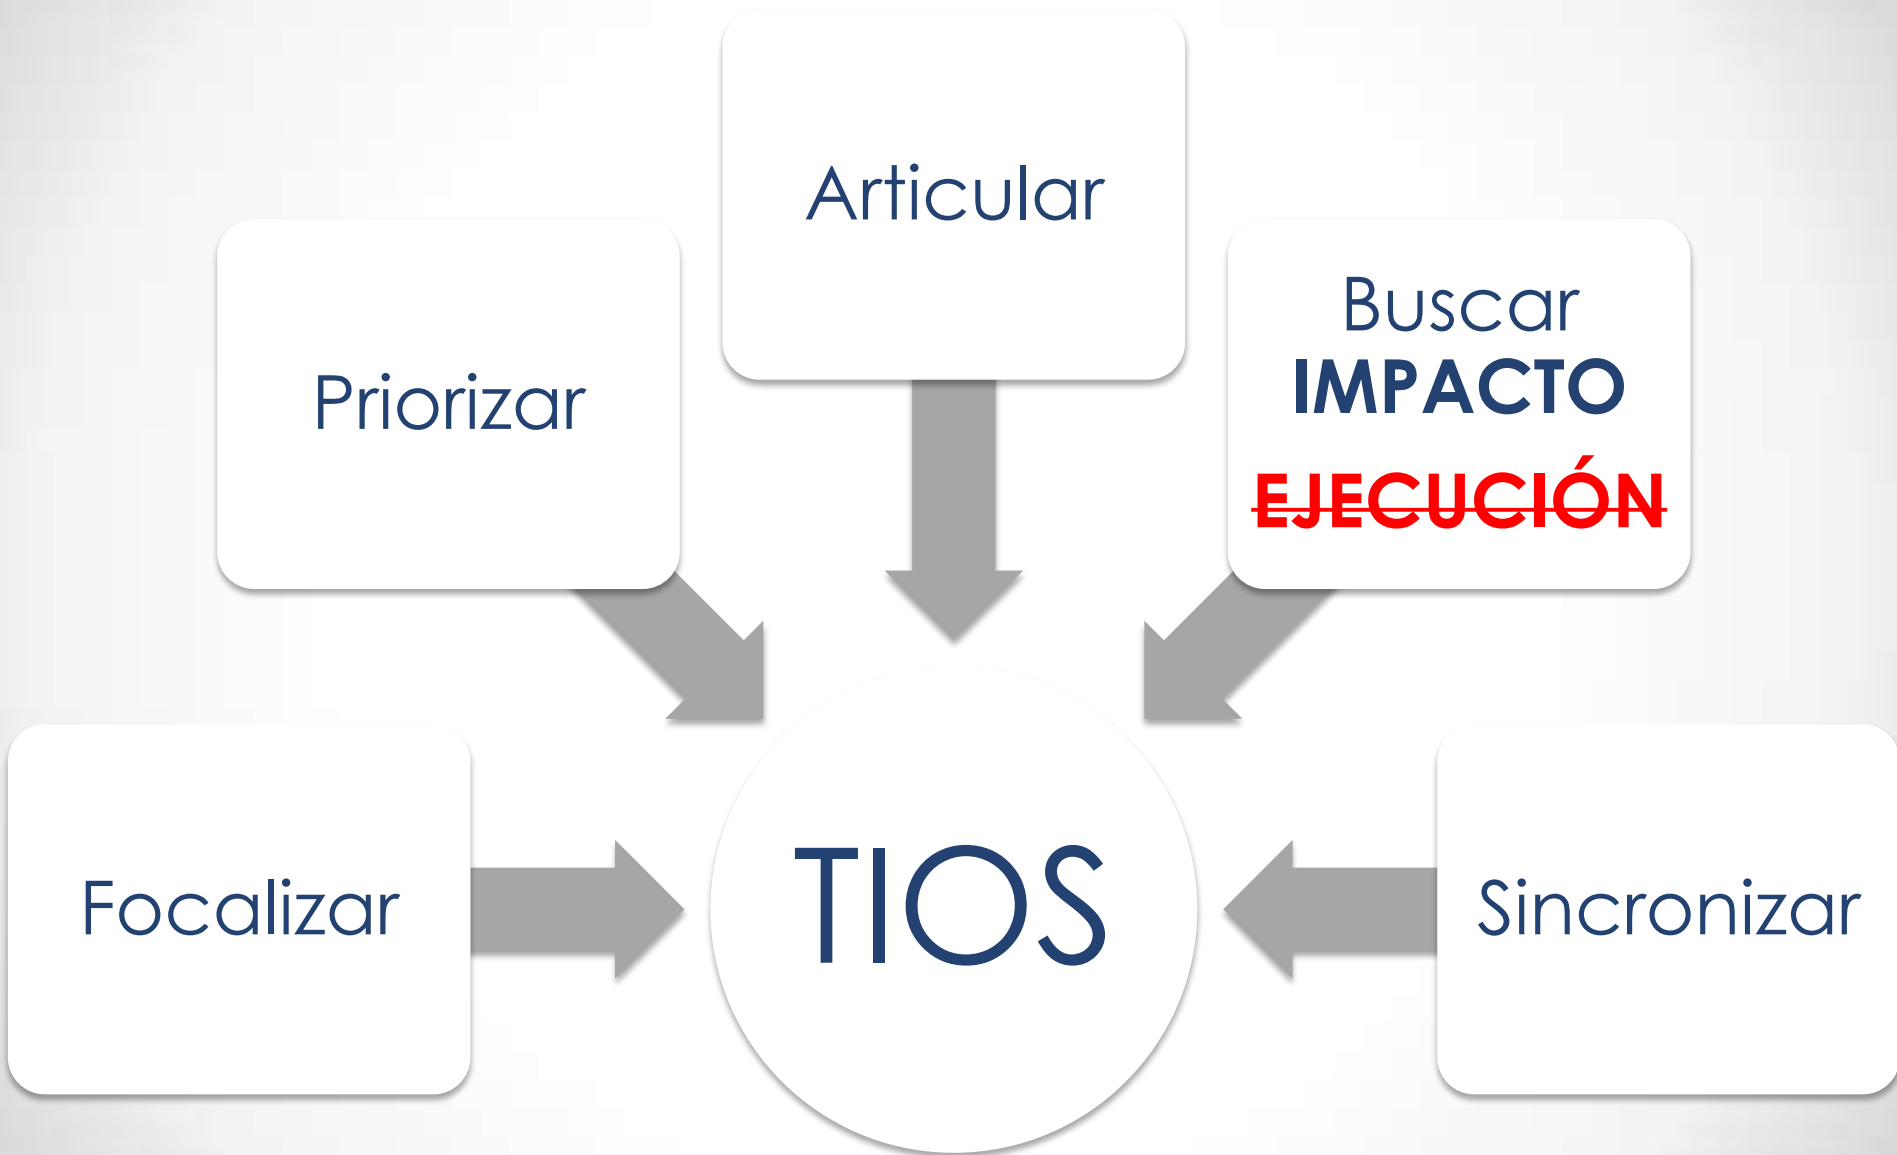 Articular
Priorizar
Buscar
IMPACTO
EJECUCIÓN
Focalizar
TIOS
Sincronizar